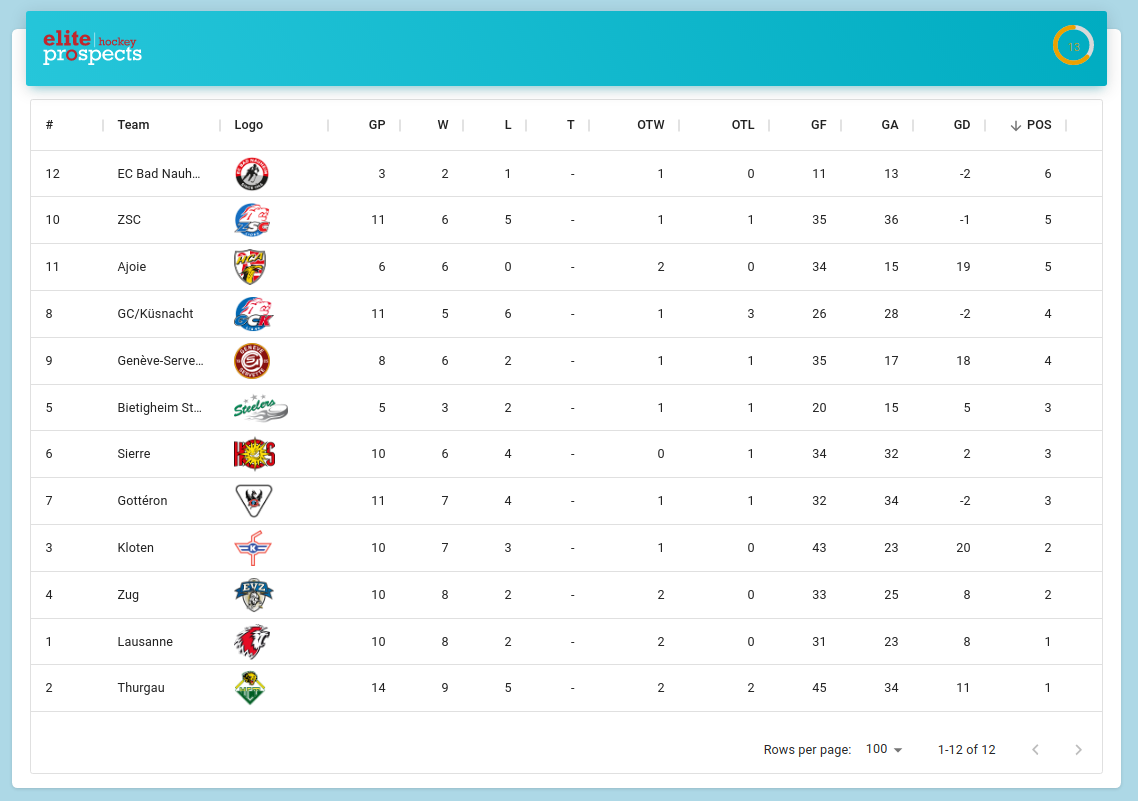 elite hockey
prospects
13
# Team Logo GP W L T OTW OTL GF GA GD POS
12 EC Bad Nauh... 3 2 1 - 1 0 11 13 -2 6
10 ZSC 11 6 5 - 1 1 35 36 -1 5
11 Ajoie 6 6 0 - 2 0 34 15 19 5
8 GC/Küsnacht 11 5 6 - 1 3 26 28 -2 4
9 Genève-Serve... 8 6 2 - 1 1 35 17 18 4
5 Bietigheim St... Steelers 5 3 2 - 1 1 20 15 5 3
6 Sierre 10 6 4 - 0 1 34 32 2 3
7 Gottéron 11 7 4 - 1 1 32 34 -2 3
3 Kloten 10 7 3 - 1 0 43 23 20 2
4 Zug EVZ 10 8 2 - 2 0 33 25 8 2
1 Lausanne 10 8 2 - 2 0 31 23 8 1
2 Thurgau 14 9 5 - 2 2 45 34 11 1
Rows per page: 100 1-12 of 12